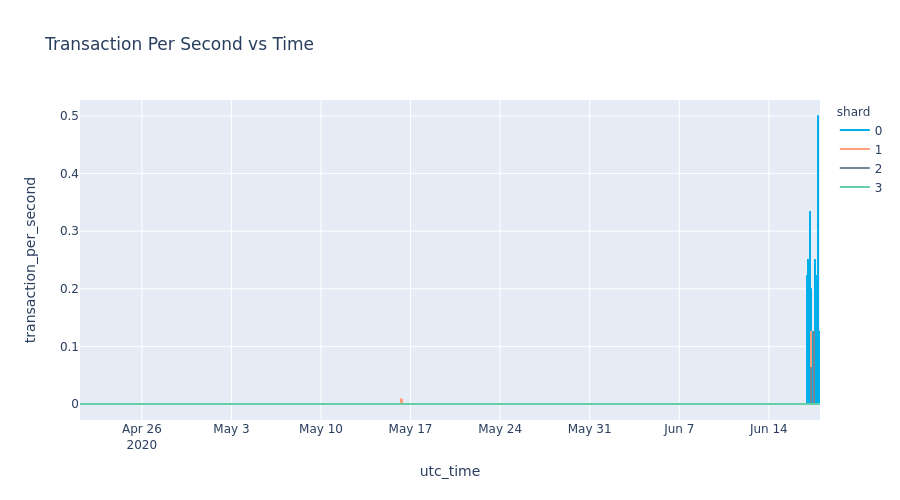 Transaction Per Second vs Time
shard
0
1
2
3
transaction_per_second
0.5
0.4
0.3
0.2
0.1
0
Apr 26
2020
May 3
May 10
May 17
May 24
May 31
Jun 7
Jun 14
utc_time